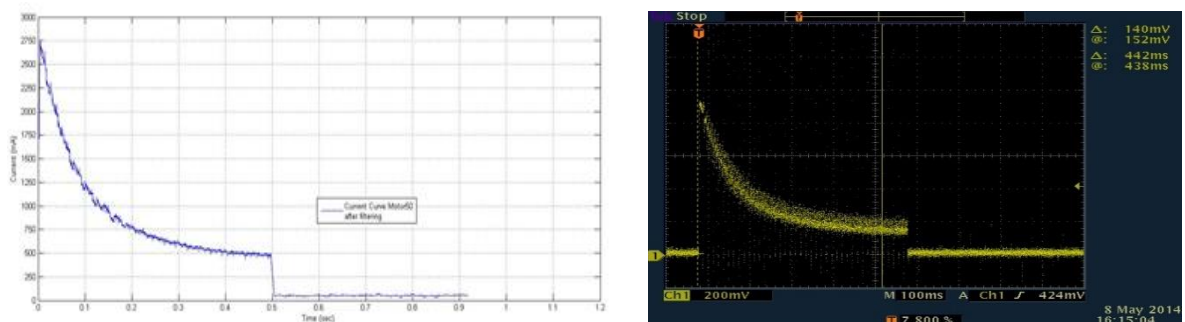 3000
2750
2500
2250
2000
1750
1500
1250
1000
750
500
250
0
Current (mA)
0 0.1 0.2 0.3 0.4 0.5 0.6 0.7 0.8 0.9 1 1.1 1.2
Time (sec)
Current Curve Motor50
after filtering
Stop
T
T
Δ: 140mV
@: 152mV
Δ: 442ms
@: 438ms
1
Ch1 200mV M 100ms A Ch1 ∫ 424mV
T 7.800 %
8 May 2014
16:15:04